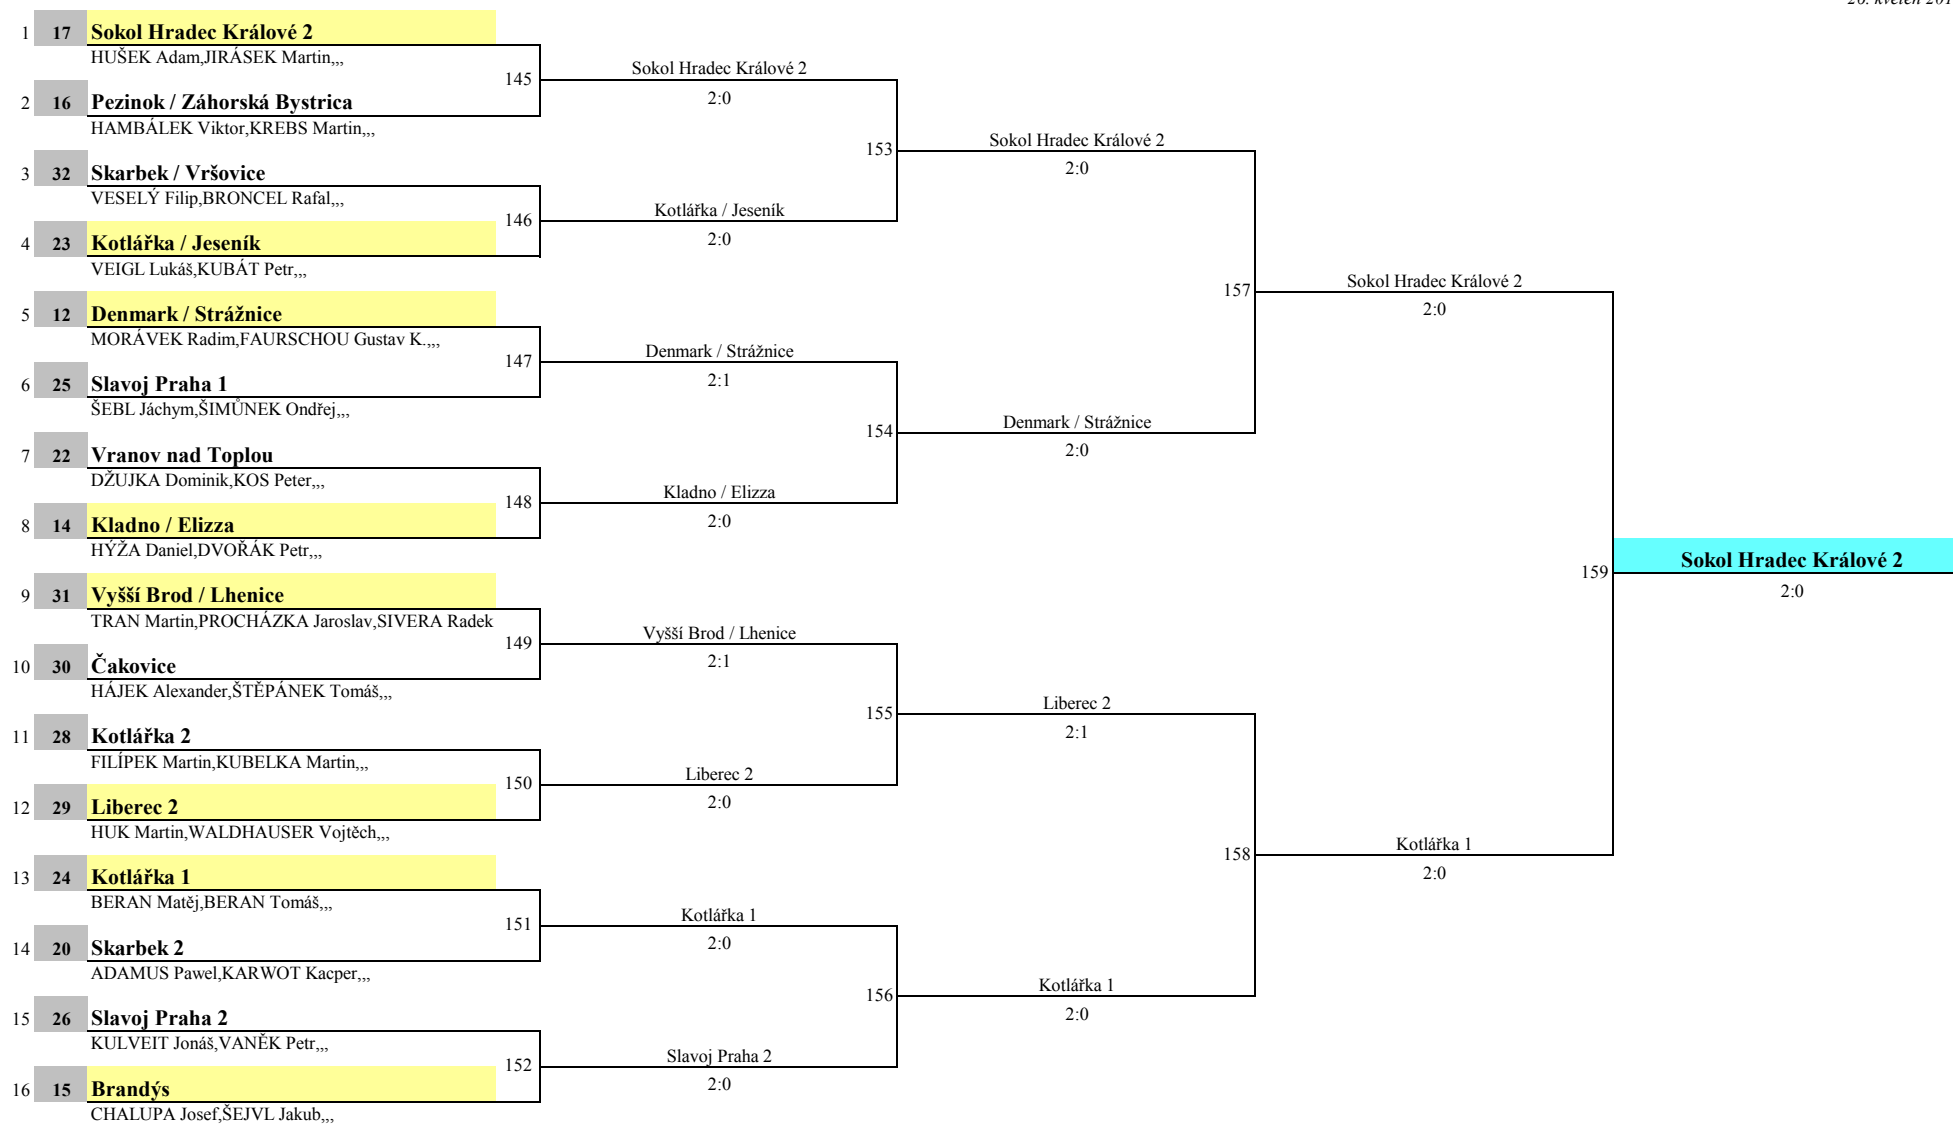 1 17 Sokol Hradec Králové 2
HUŠEK Adam,JIRÁSEK Martin,,,
145
Sokol Hradec Králové 2
2:0
2 16 Pezinok / Záhorská Bystrica
HAMBÁLEK Viktor,KREBS Martin,,,
153
Sokol Hradec Králové 2
2:0
3 32 Skarbek / Vršovice
VESELÝ Filip,BRONCEL Rafal,,,
146
Kotlářka / Jeseník
2:0
4 23 Kotlářka / Jeseník
VEIGL Lukáš,KUBÁT Petr,,,
157
Sokol Hradec Králové 2
2:0
5 12 Denmark / Strážnice
MORÁVEK Radim,FAURSCHOU Gustav K.,,,
147
Denmark / Strážnice
2:1
6 25 Slavoj Praha 1
ŠEBL Jáchym,ŠIMŮNEK Ondřej,,,
154
Denmark / Strážnice
2:0
7 22 Vranov nad Toplou
DŽUJKA Dominik,KOS Peter,,,
148
Kladno / Elizza
2:0
8 14 Kladno / Elizza
HÝŽA Daniel,DVOŘÁK Petr,,,
159
Sokol Hradec Králové 2
2:0
9 31 Vyšší Brod / Lhenice
TRAN Martin,PROCHÁZKA Jaroslav,SIVERA Radek
149
Vyšší Brod / Lhenice
2:1
10 30 Čakovice
HÁJEK Alexander,ŠTĚPÁNEK Tomáš,,,
155
Liberec 2
2:1
11 28 Kotlářka 2
FILÍPEK Martin,KUBELKA Martin,,,
150
Liberec 2
2:0
12 29 Liberec 2
HUK Martin,WALDHAUSER Vojtěch,,,
158
Kotlářka 1
2:0
13 24 Kotlářka 1
BERAN Matěj,BERAN Tomáš,,,
151
Kotlářka 1
2:0
14 20 Skarbek 2
ADAMUS Pawel,KARWOT Kacper,,,
156
Kotlářka 1
2:0
15 26 Slavoj Praha 2
KULVEIT Jonáš,VANĚK Petr,,,
152
Slavoj Praha 2
2:0
16 15 Brandýs
CHALUPA Josef,ŠEJVL Jakub,,,